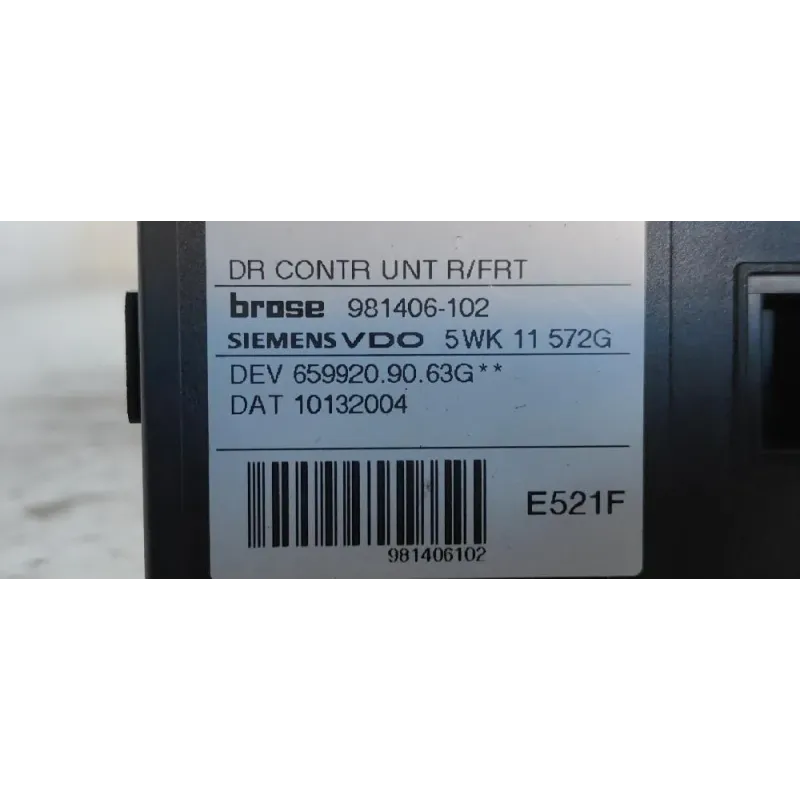 DR CONTR UNT R/FRT
brose 981406-102
SIEMENS VDO 5WK 11 572G
DEV 659920.90.63G**
DAT 10132004
E521F
981406102